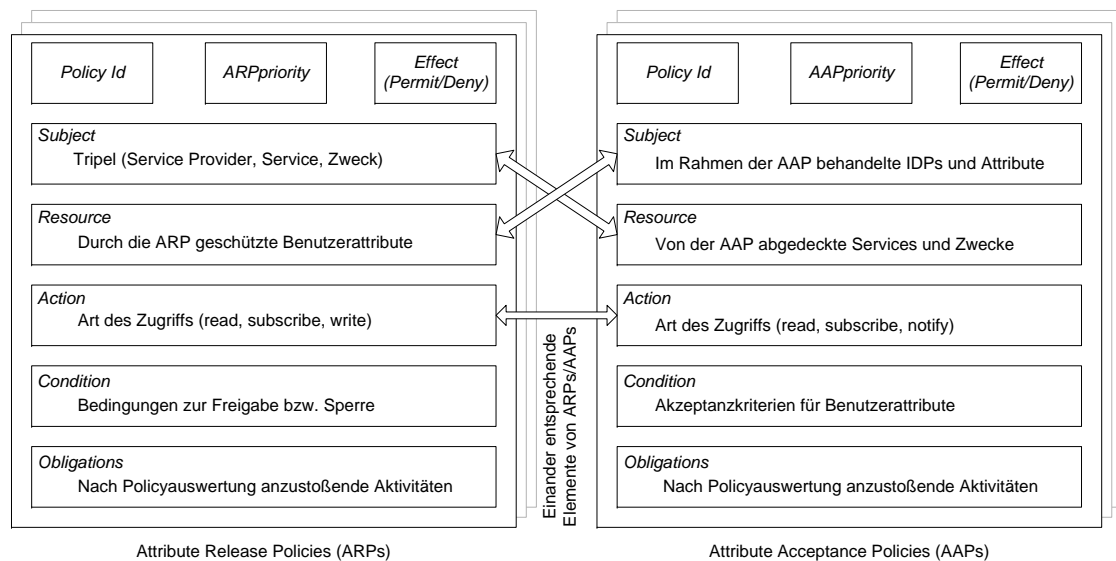 Policy Id
ARPpriority
Effect
(Permit/Deny)
Subject
Tripel (Service Provider, Service, Zweck)
Resource
Durch die ARP geschützte Benutzerattribute
Action
Art des Zugriffs (read, subscribe, write)
Condition
Bedingungen zur Freigabe bzw. Sperre
Obligations
Nach Policyauswertung anzustoßende Aktivitäten
Attribute Release Policies (ARPs)
Einander entsprechende
Elemente von ARPs/AAPs
Policy Id
AAPpriority
Effect
(Permit/Deny)
Subject
Im Rahmen der AAP behandelte IDPs und Attribute
Resource
Von der AAP abgedeckte Services und Zwecke
Action
Art des Zugriffs (read, subscribe, notify)
Condition
Akzeptanzkriterien für Benutzerattribute
Obligations
Nach Policyauswertung anzustoßende Aktivitäten
Attribute Acceptance Policies (AAPs)